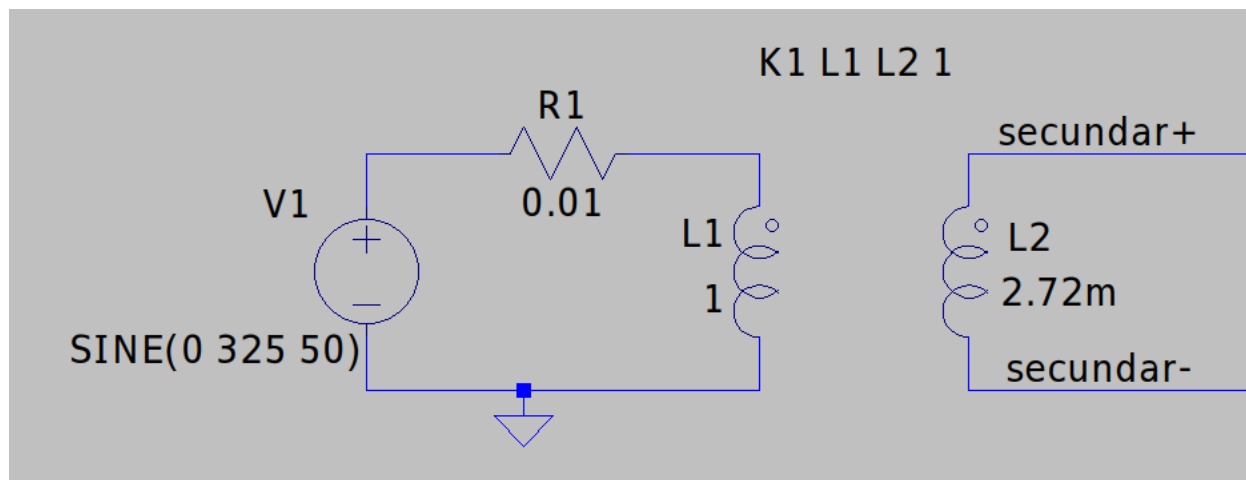 K1 L1 L2 1
R1
0.01
V1
SINE(0 325 50)
L1
1
secundar+
L2
2.72m
secundar-